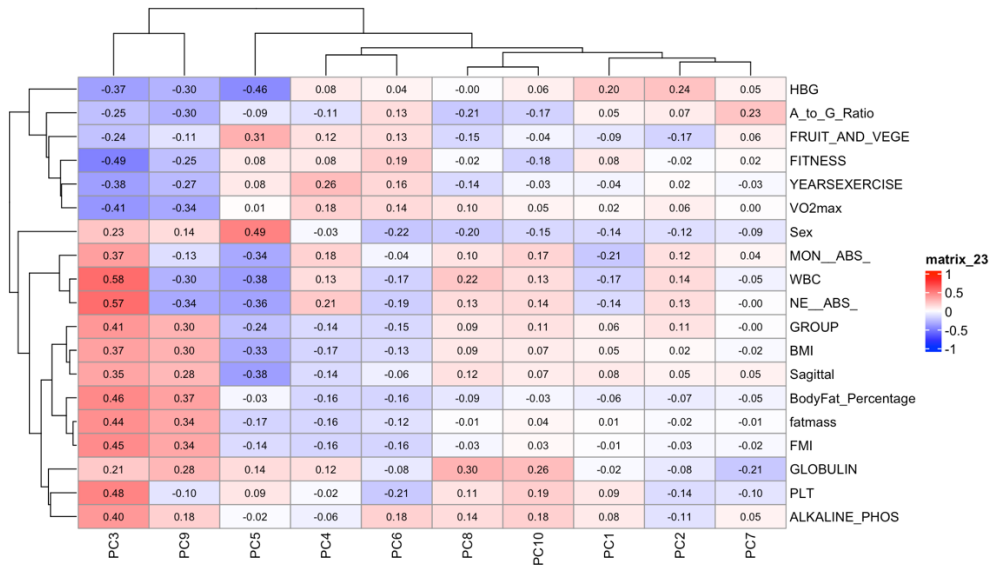 -0.37 -0.30 -0.46 0.08 0.04 -0.00 0.06 0.20 0.24 0.05 HBG
-0.25 -0.30 -0.09 -0.11 0.13 -0.21 -0.17 0.05 0.07 0.23 A_to_G_Ratio
-0.24 -0.11 0.31 0.12 0.13 -0.15 -0.04 -0.09 -0.17 0.06 FRUIT_AND_VEGE
-0.49 -0.25 0.08 0.08 0.19 -0.02 -0.18 0.08 -0.02 0.02 FITNESS
-0.38 -0.27 0.08 0.26 0.16 -0.14 -0.03 -0.04 0.02 -0.03 YEARSEXERCISE
-0.41 -0.34 0.01 0.18 0.14 0.10 0.05 0.02 0.06 0.00 VO2max
0.23 0.14 0.49 -0.03 -0.22 -0.20 -0.15 -0.14 -0.12 -0.09 Sex
0.37 -0.13 -0.34 0.18 -0.04 0.10 0.17 -0.21 0.12 0.04 MON__ABS_
0.58 -0.30 -0.38 0.13 -0.17 0.22 0.13 -0.17 0.14 -0.05 WBC
0.57 -0.34 -0.36 0.21 -0.19 0.13 0.14 -0.14 0.13 -0.00 NE__ABS_
0.41 0.30 -0.24 -0.14 -0.15 0.09 0.11 0.06 0.11 -0.00 GROUP
0.37 0.30 -0.33 -0.17 -0.13 0.09 0.07 0.05 0.02 -0.02 BMI
0.35 0.28 -0.38 -0.14 -0.06 0.12 0.07 0.08 0.05 0.05 Sagittal
0.46 0.37 -0.03 -0.16 -0.16 -0.09 -0.03 -0.06 -0.07 -0.05 BodyFat_Percentage
0.44 0.34 -0.17 -0.16 -0.12 -0.01 0.04 0.01 -0.02 -0.01 fatmass
0.45 0.34 -0.14 -0.16 -0.16 -0.03 0.03 -0.01 -0.03 -0.02 FMI
0.21 0.28 0.14 0.12 -0.08 0.30 0.26 -0.02 -0.08 -0.21 GLOBULIN
0.48 -0.10 0.09 -0.02 -0.21 0.11 0.19 0.09 -0.14 -0.10 PLT
0.40 0.18 -0.02 -0.06 0.18 0.14 0.18 0.08 -0.11 0.05 ALKALINE_PHOS
PC3 PC9 PC5 PC4 PC6 PC8 PC10 PC1 PC2 PC7
matrix_23
1
0.5
0
-0.5
-1